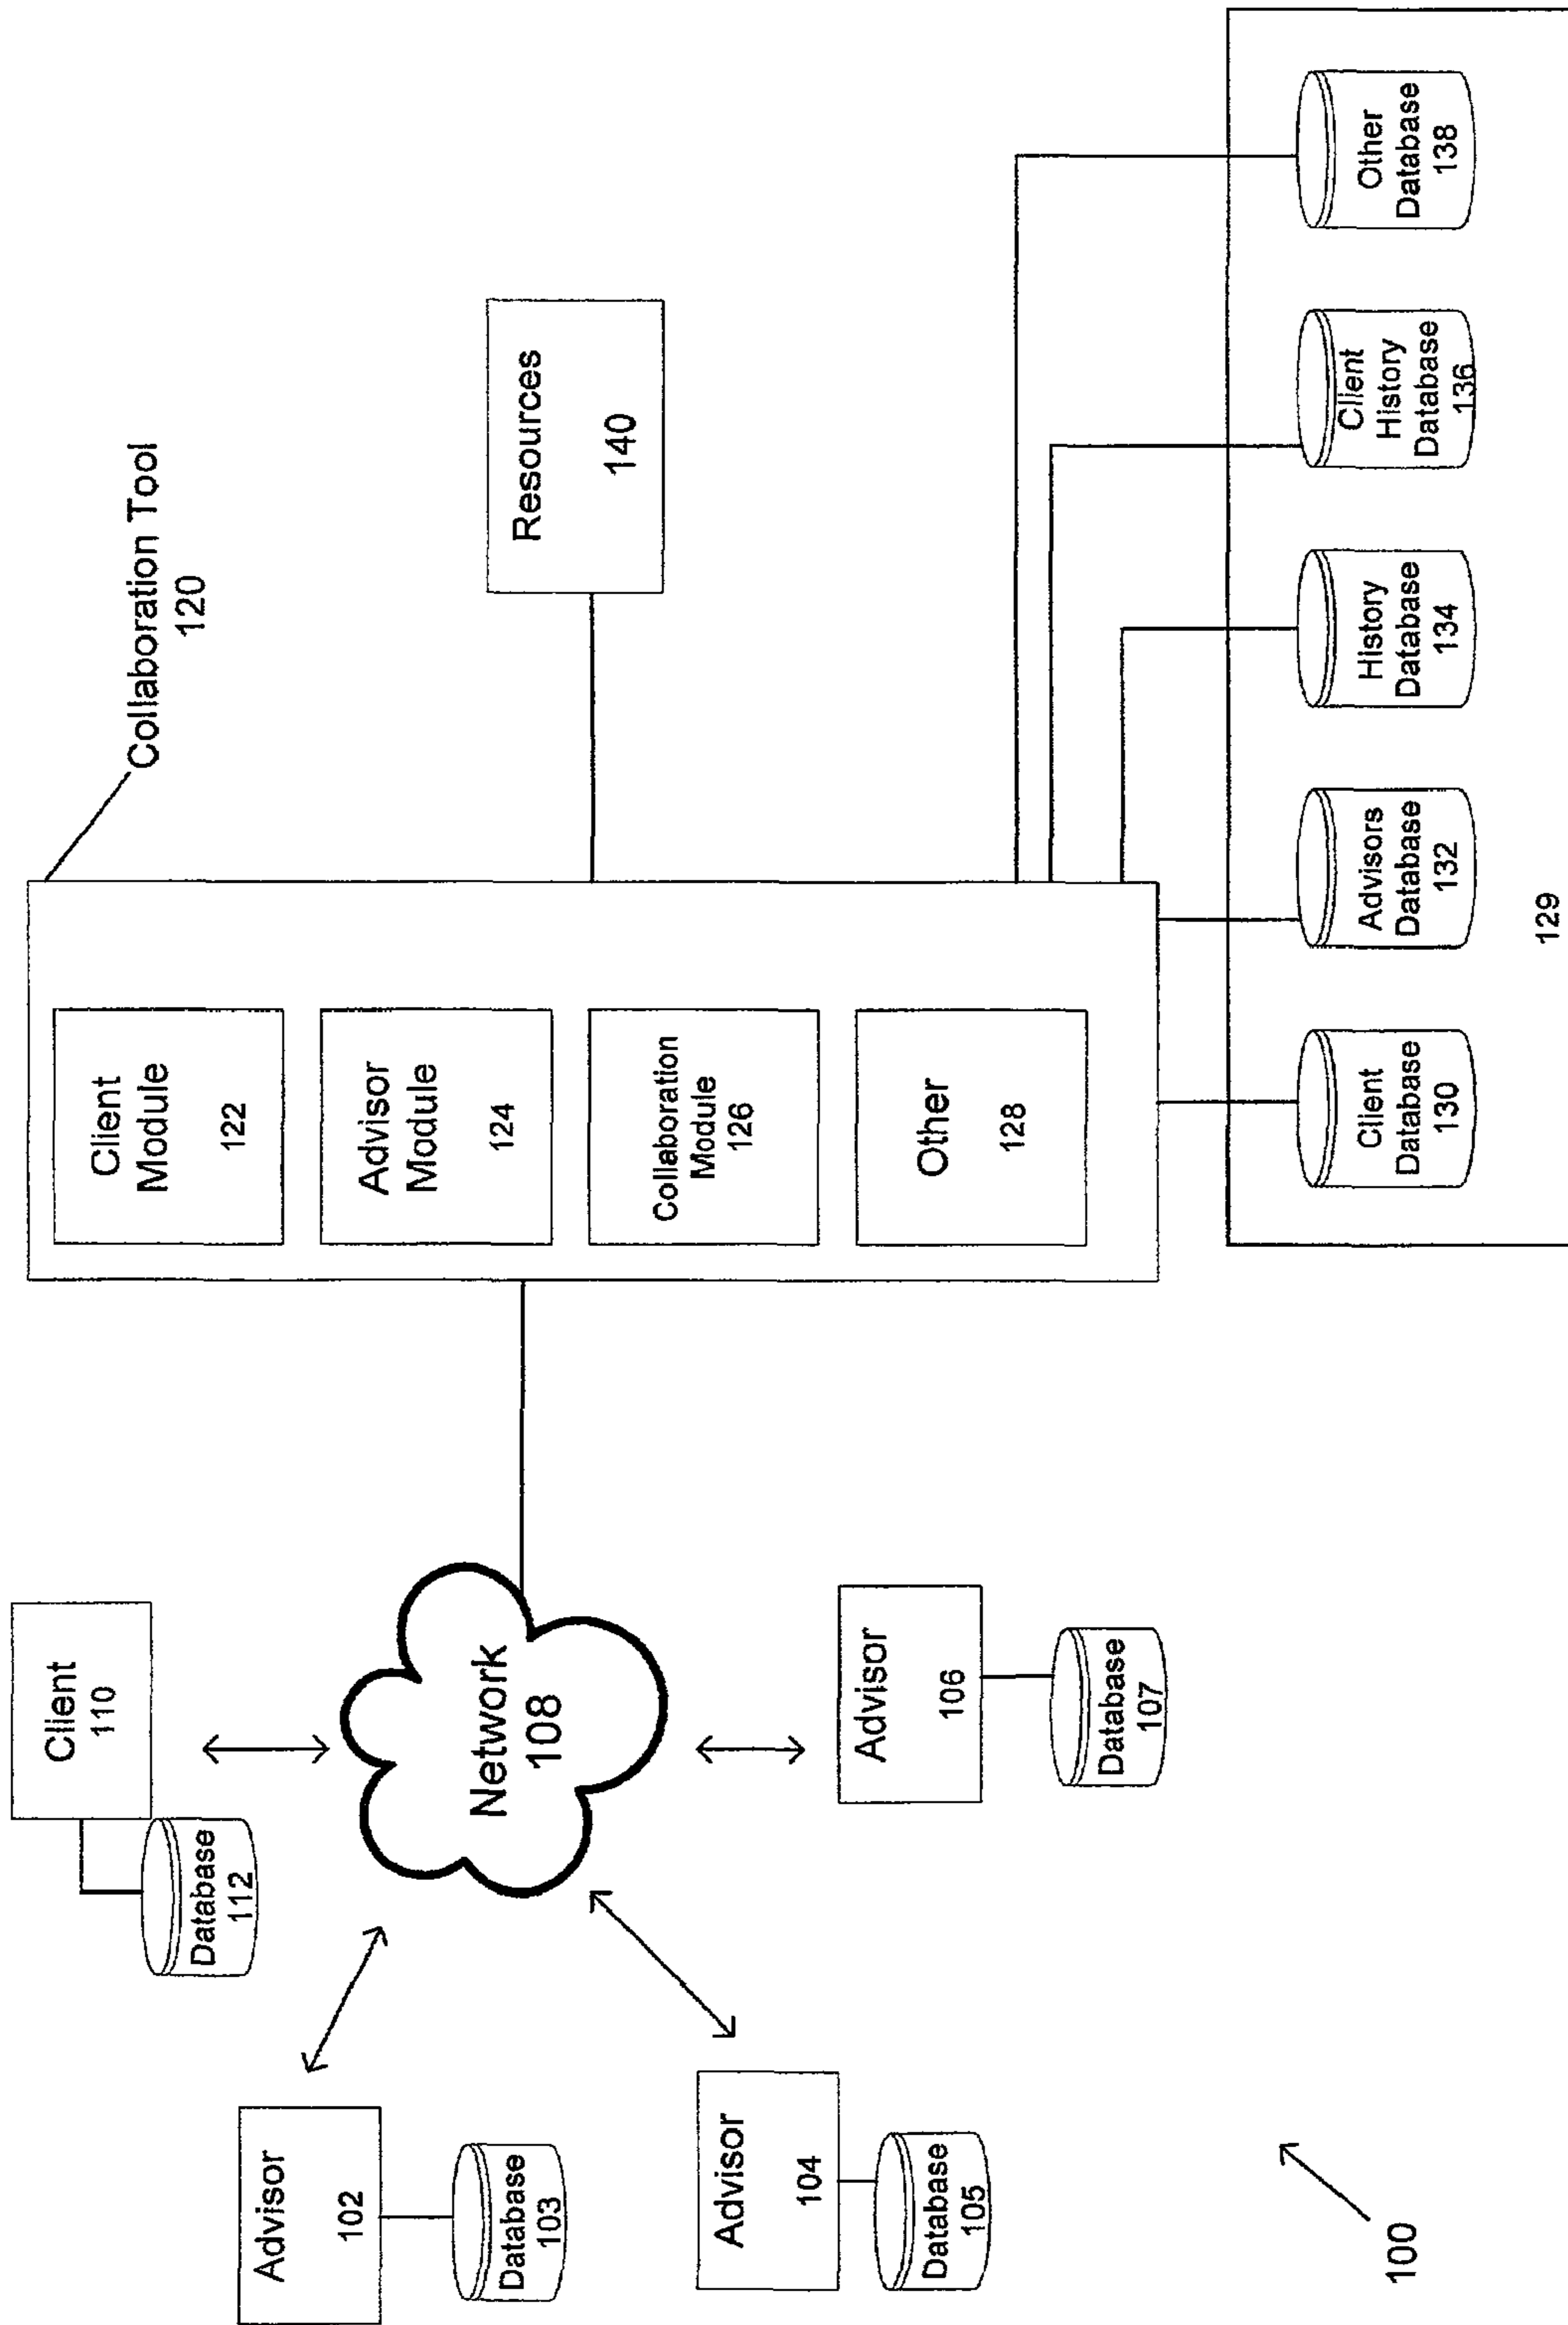 Client
110
Database
112
Advisor
102
Database
103
Advisor
104
Database
105
Network
108
Advisor
106
Database
107
Collaboration Tool
120
Client
Module
122
Advisor
Module
124
Collaboration
Module
126
Other
128
Resources
140
Client
Database
130
Advisors
Database
132
History
Database
134
Client
History
Database
136
Other
Database
138
129
100